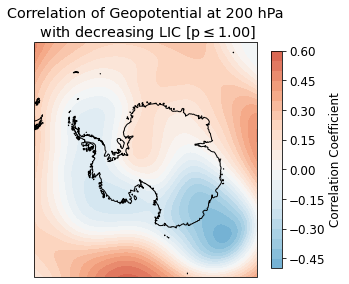 Correlation of Geopotential at 200 hPa
with decreasing LIC [p ≤ 1.00]
0.60
0.45
0.30
0.15
0.00
−0.15
−0.30
−0.45
Correlation Coefficient